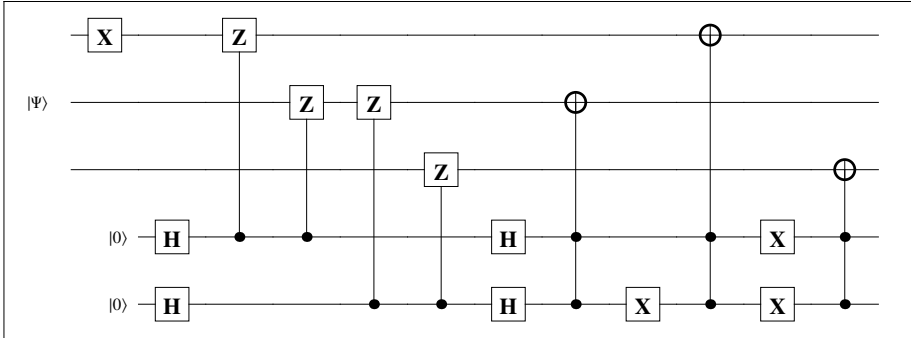 X Z
|Ψ⟩ Z Z
Z
|0⟩ H H X
|0⟩ H H X X